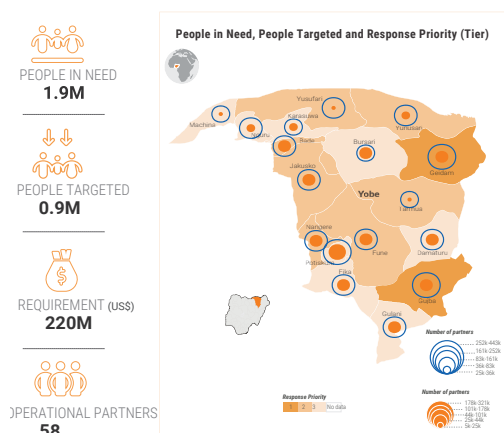 PEOPLE IN NEED
1.9M
PEOPLE TARGETED
0.9M
REQUIREMENT (US$)
220M
OPERATIONAL PARTNERS
58
People in Need, People Targeted and Response Priority (Tier)
Yusufari
Machina
Nguru
Karasuwa
Yunusari
Bade
Bursari
Geidam
Jakusko
Yobe
Tarmua
Nangere
Potiskum
Fune
Damaturu
Fika
Gujba
Gulani
Number of partners
252k-443k
161k-252k
83k-161k
36k-83k
25k-36k
Response Priority
1 2 3 No data
Number of partners
178k-321k
101k-178k
44k-101k
25k-44k
5k-25k